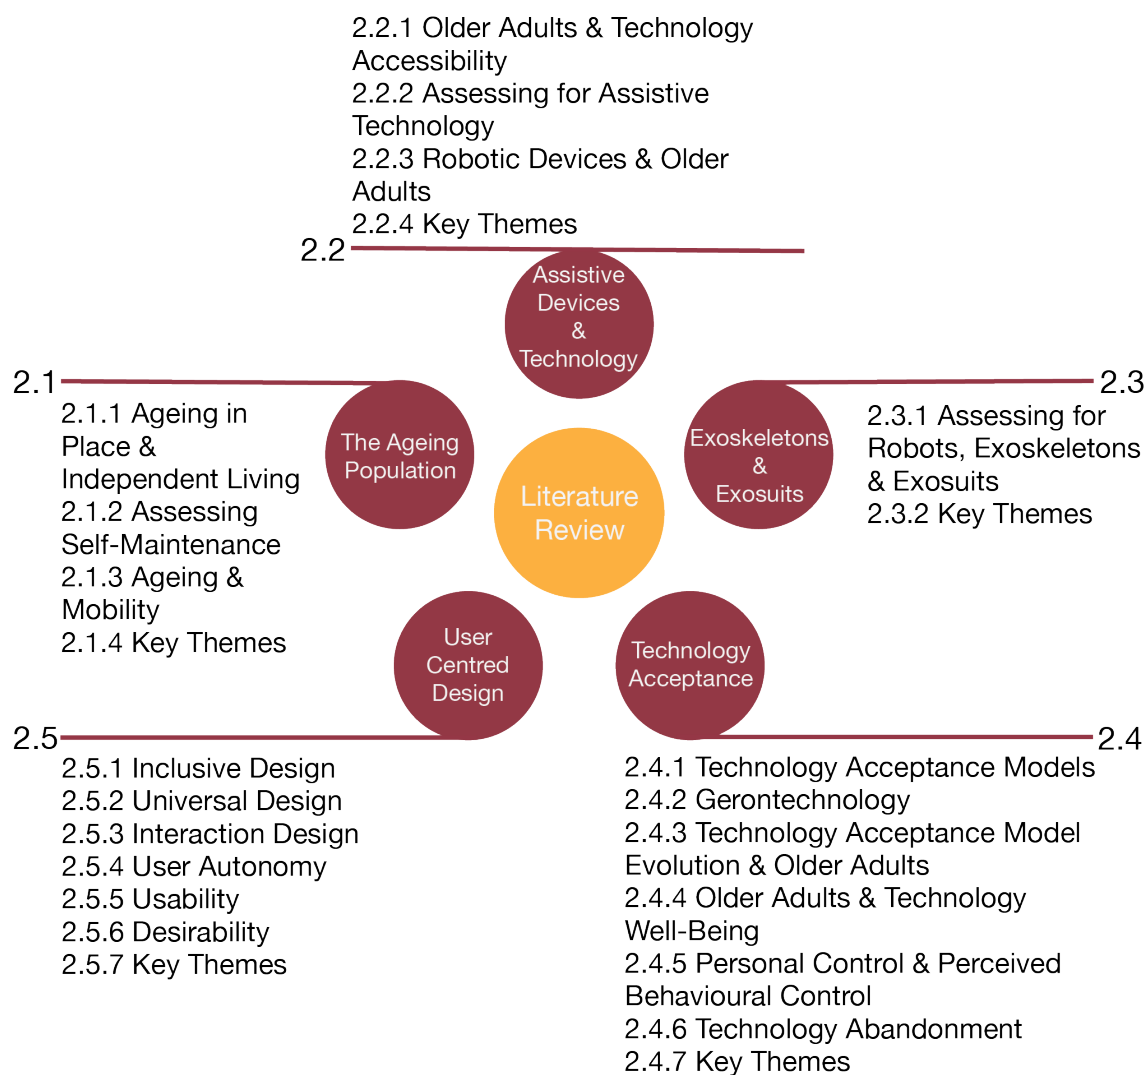 2.2.1 Older Adults & Technology
Accessibility
2.2.2 Assessing for Assistive
Technology
2.2.3 Robotic Devices & Older
Adults
2.2.4 Key Themes
2.2
Assistive
Devices
&
Technology
2.1
2.1.1 Ageing in
Place &
Independent Living
2.1.2 Assessing
Self-Maintenance
2.1.3 Ageing &
Mobility
2.1.4 Key Themes
The Ageing
Population
Literature
Review
Exoskeletons
&
Exosuits
2.3
2.3.1 Assessing for
Robots, Exoskeletons
& Exosuits
2.3.2 Key Themes
User
Centred
Design
Technology
Acceptance
2.5
2.5.1 Inclusive Design
2.5.2 Universal Design
2.5.3 Interaction Design
2.5.4 User Autonomy
2.5.5 Usability
2.5.6 Desirability
2.5.7 Key Themes
2.4
2.4.1 Technology Acceptance Models
2.4.2 Gerontechnology
2.4.3 Technology Acceptance Model
Evolution & Older Adults
2.4.4 Older Adults & Technology
Well-Being
2.4.5 Personal Control & Perceived
Behavioural Control
2.4.6 Technology Abandonment
2.4.7 Key Themes